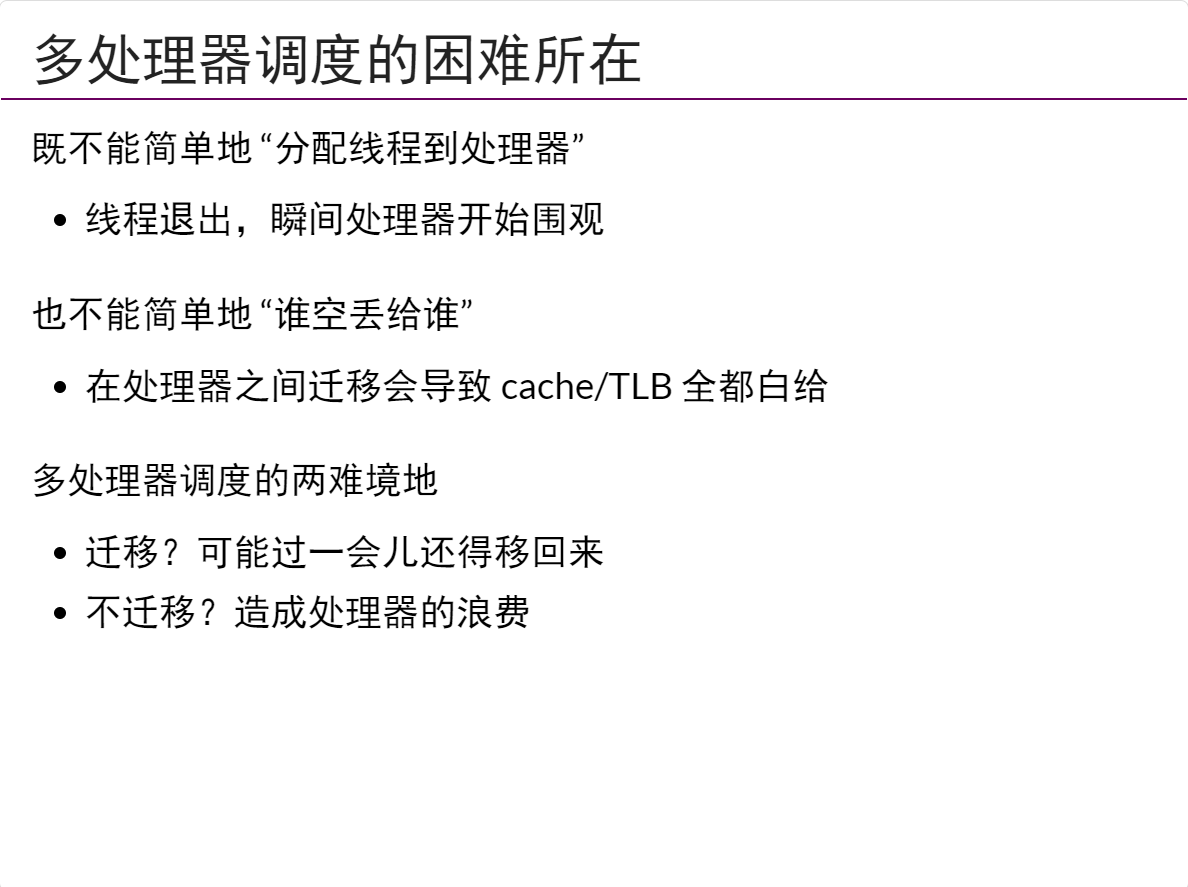 多处理器调度的困难所在
既不能简单地 “分配线程到处理器”
• 线程退出，瞬间处理器开始围观
也不能简单地 “谁空丢给谁”
• 在处理器之间迁移会导致 cache/TLB 全都白给
多处理器调度的两难境地
• 迁移？可能过一会儿还得移回来
• 不迁移？造成处理器的浪费